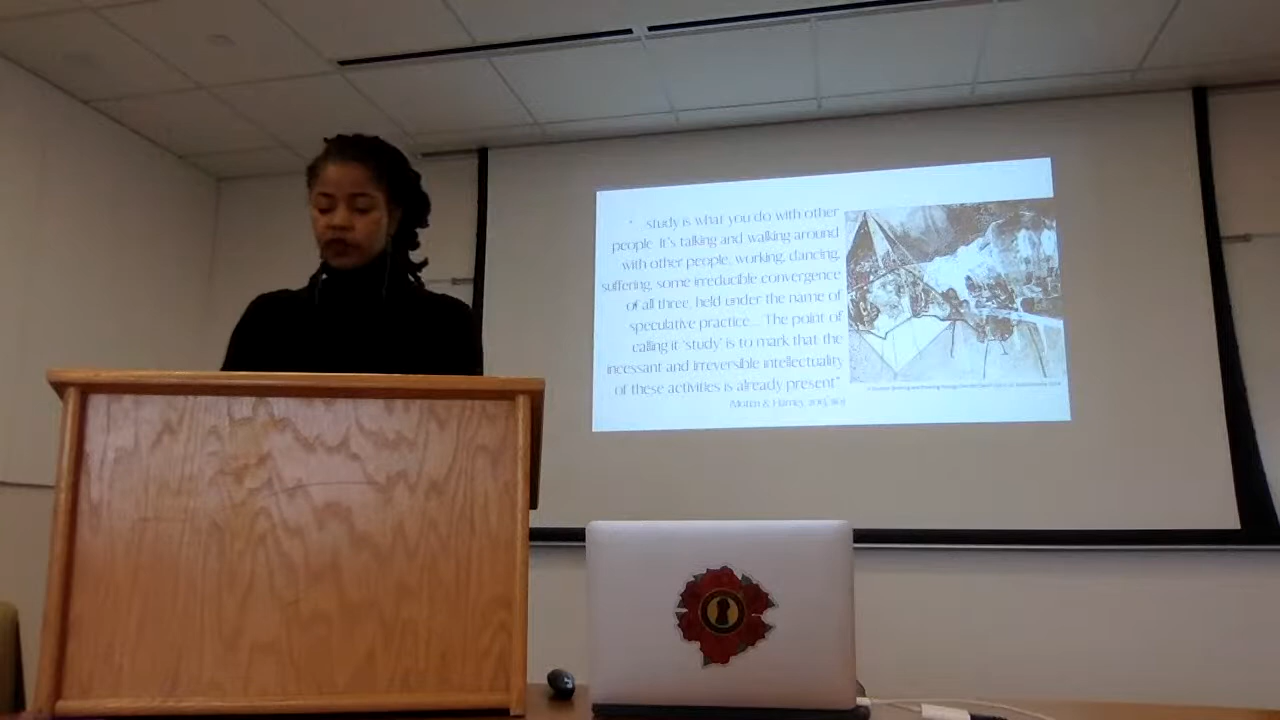 study is what you do with other
people. It's talking and walking around
with other people, working, dancing,
suffering, some irreducible convergence
of all three, held under the name of
speculative practice... The point of
calling it 'study' is to mark that the
incessant and irreversible intellectuality
of these activities is already present"
(Moten & Harney, 2013,